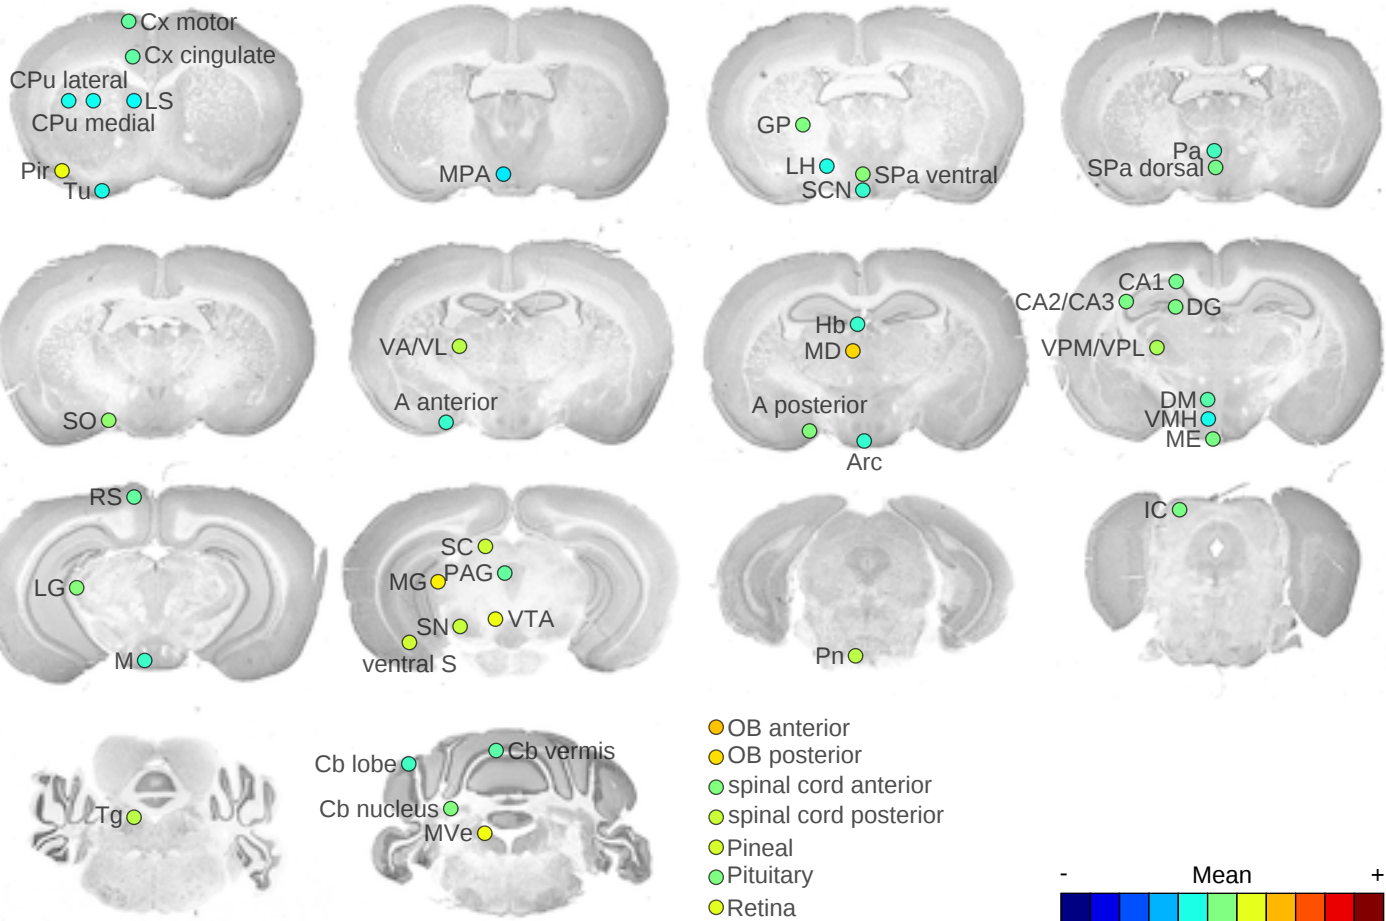 Cx motor
Cx cingulate
CPu lateral
LS
CPu medial
Pir
Tu
MPA
GP
LH
SPa ventral
SCN
Pa
SPa dorsal
SO
VA/VL
A anterior
Hb
MD
A posterior
Arc
CA1
CA2/CA3
DG
VPM/VPL
DM
VMH
ME
RS
LG
M
SC
PAG
MG
VTA
SN
ventral S
Pn
IC
Tg
Cb vermis
Cb lobe
Cb nucleus
MVe
OB anterior
OB posterior
spinal cord anterior
spinal cord posterior
Pineal
Pituitary
Retina
- Mean +